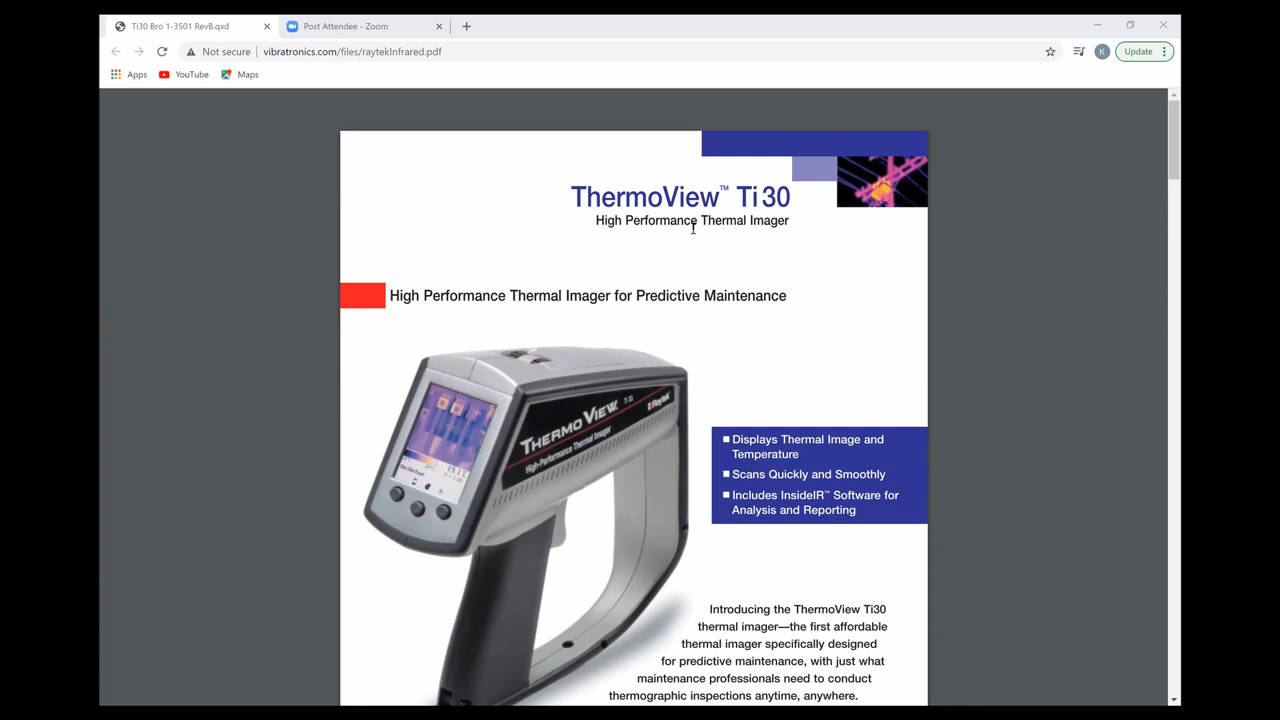 Ti30 Bro 1-3501 RevB.qxd
Post Attendee - Zoom
Not secure
vibratronics.com/files/raytekInfrared.pdf
K
Update
Apps
YouTube
Maps
ThermoView™ Ti30
High Performance Thermal Imager
High Performance Thermal Imager for Predictive Maintenance
THERMOVIEW™ Ti30
Raytek
High-Performance Thermal Imager
Displays Thermal Image and
Temperature
Scans Quickly and Smoothly
Includes InsideIR™ Software for
Analysis and Reporting
Introducing the ThermoView Ti30
thermal imager—the first affordable
thermal imager specifically designed
for predictive maintenance, with just what
maintenance professionals need to conduct
thermographic inspections anytime, anywhere.